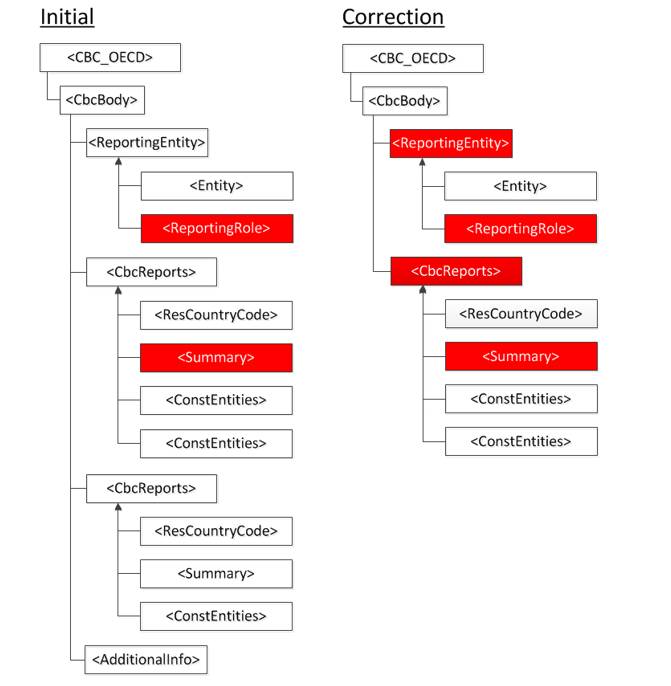 Initial
<CBC_OECD>
<CbcBody>
<ReportingEntity>
<Entity>
<ReportingRole>
<CbcReports>
<ResCountryCode>
<Summary>
<ConstEntities>
<ConstEntities>
<CbcReports>
<ResCountryCode>
<Summary>
<ConstEntities>
<AdditionalInfo>
Correction
<CBC_OECD>
<CbcBody>
<ReportingEntity>
<Entity>
<ReportingRole>
<CbcReports>
<ResCountryCode>
<Summary>
<ConstEntities>
<ConstEntities>